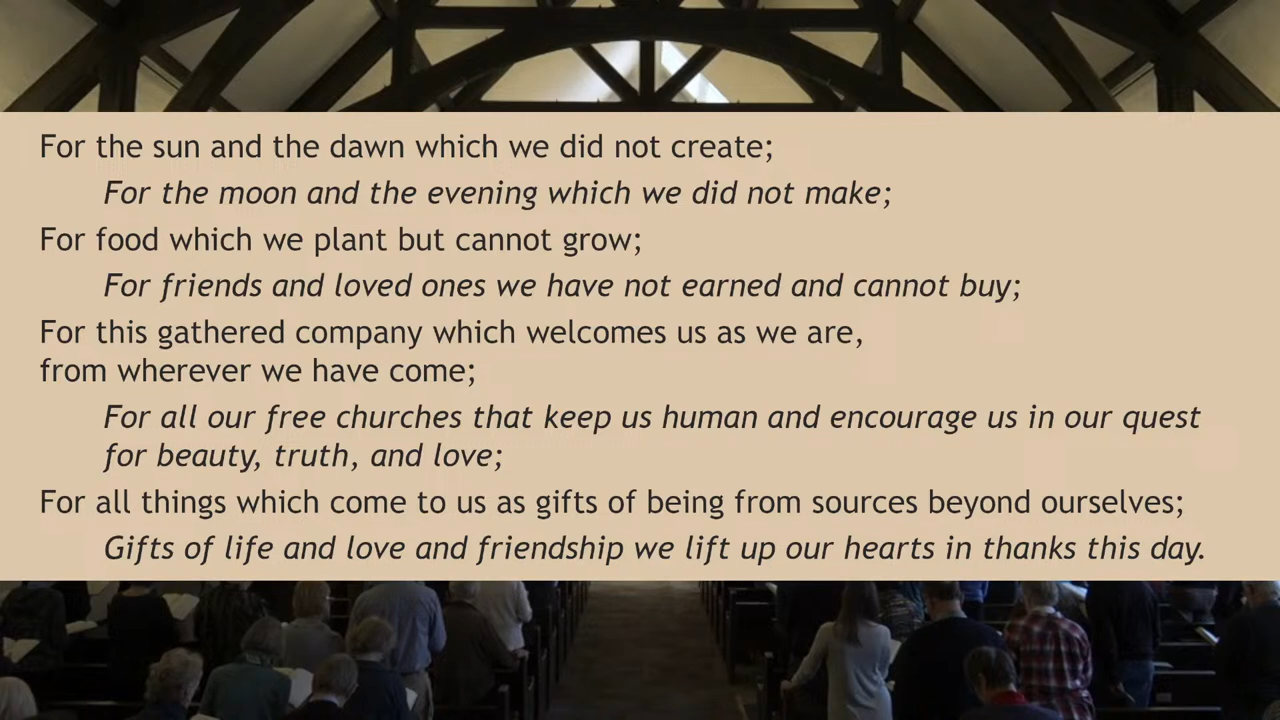 For the sun and the dawn which we did not create;
For the moon and the evening which we did not make;
For food which we plant but cannot grow;
For friends and loved ones we have not earned and cannot buy;
For this gathered company which welcomes us as we are,
from wherever we have come;
For all our free churches that keep us human and encourage us in our quest
for beauty, truth, and love;
For all things which come to us as gifts of being from sources beyond ourselves;
Gifts of life and love and friendship we lift up our hearts in thanks this day.